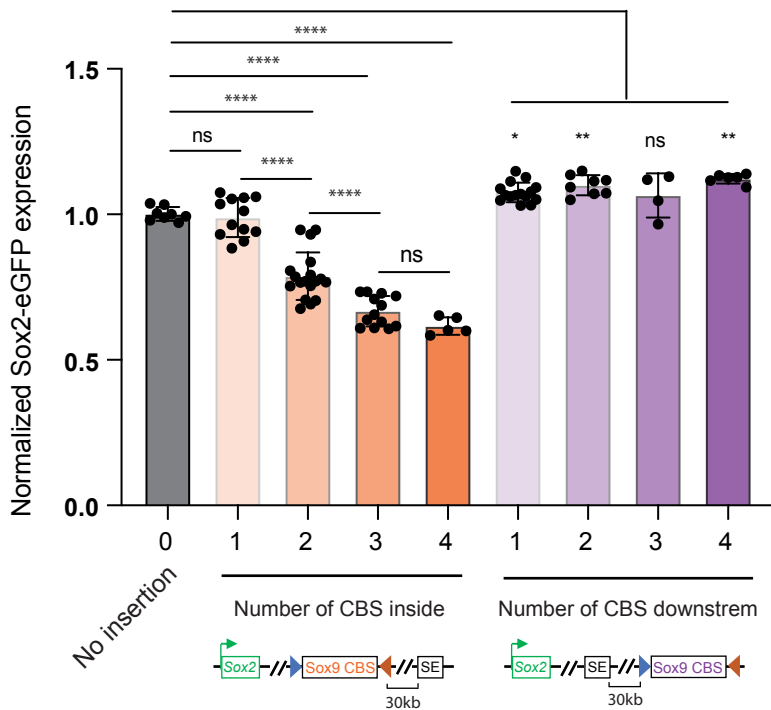 ****
****
****
ns
****
****
ns
*
**
ns
**
Normalized Sox2-eGFP expression
1.5
1.0
0.5
0.0
0 1 2 3 4 1 2 3 4
No insertion
Number of CBS inside
Number of CBS downstrem
Sox2 // Sox9 CBS // SE
30kb
Sox2 // SE // Sox9 CBS
30kb